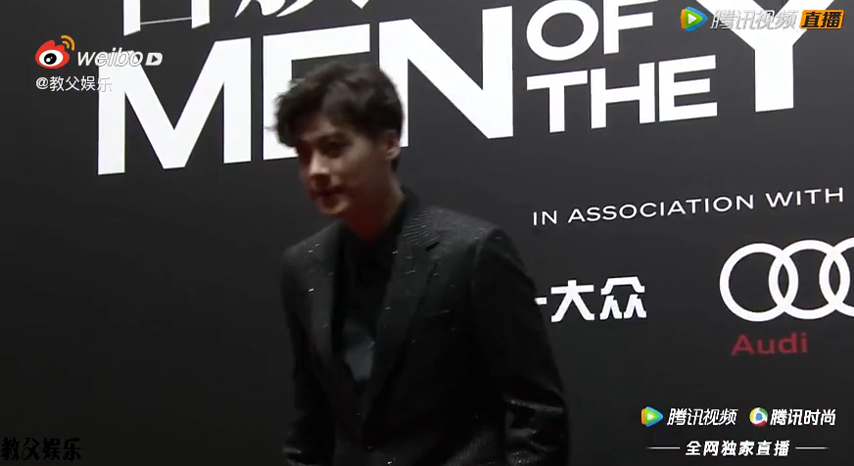 weibo
@教父娱乐
腾讯视频 直播
MEN
OF
THE Y
IN ASSOCIATION WITH
一大众
Audi
腾讯视频 腾讯时尚
全网独家直播
教父娱乐